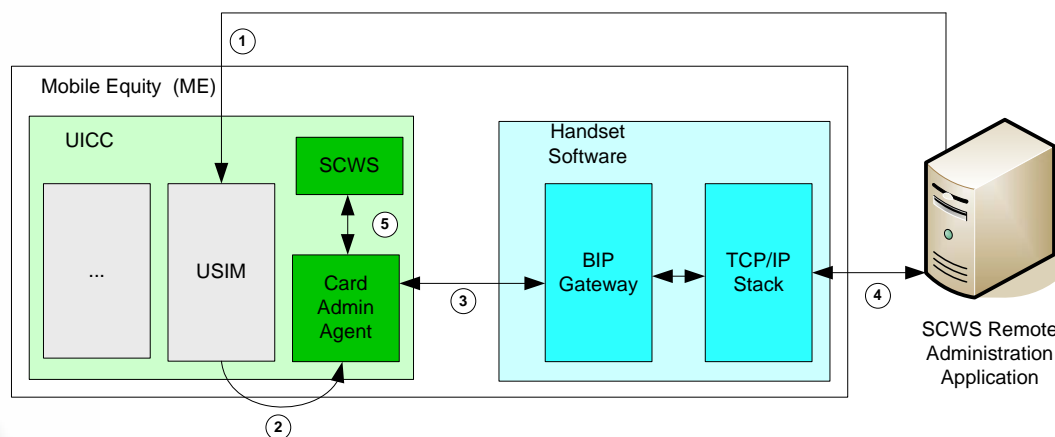 1
Mobile Equity (ME)
UICC
Handset
Software
SCWS
5
...
USIM
Card
Admin
Agent
3
BIP
Gateway
TCP/IP
Stack
4
SCWS Remote
Administration
Application
2